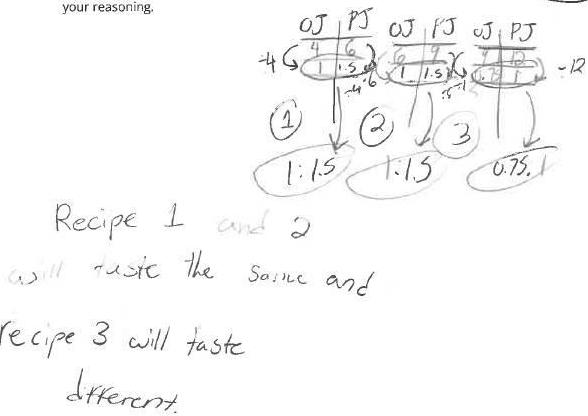 your reasoning.
OJ | PJ OJ | PJ OJ | PJ
4 | 6 6 | 9 9 | 12
÷4 1 | 1.5 1 | 1.5 0.75 | 1 ÷12
1 2 3
1:1.5 1:1.5 0.75:1
Recipe 1 and 2
will taste the same and
recipe 3 will taste
different.